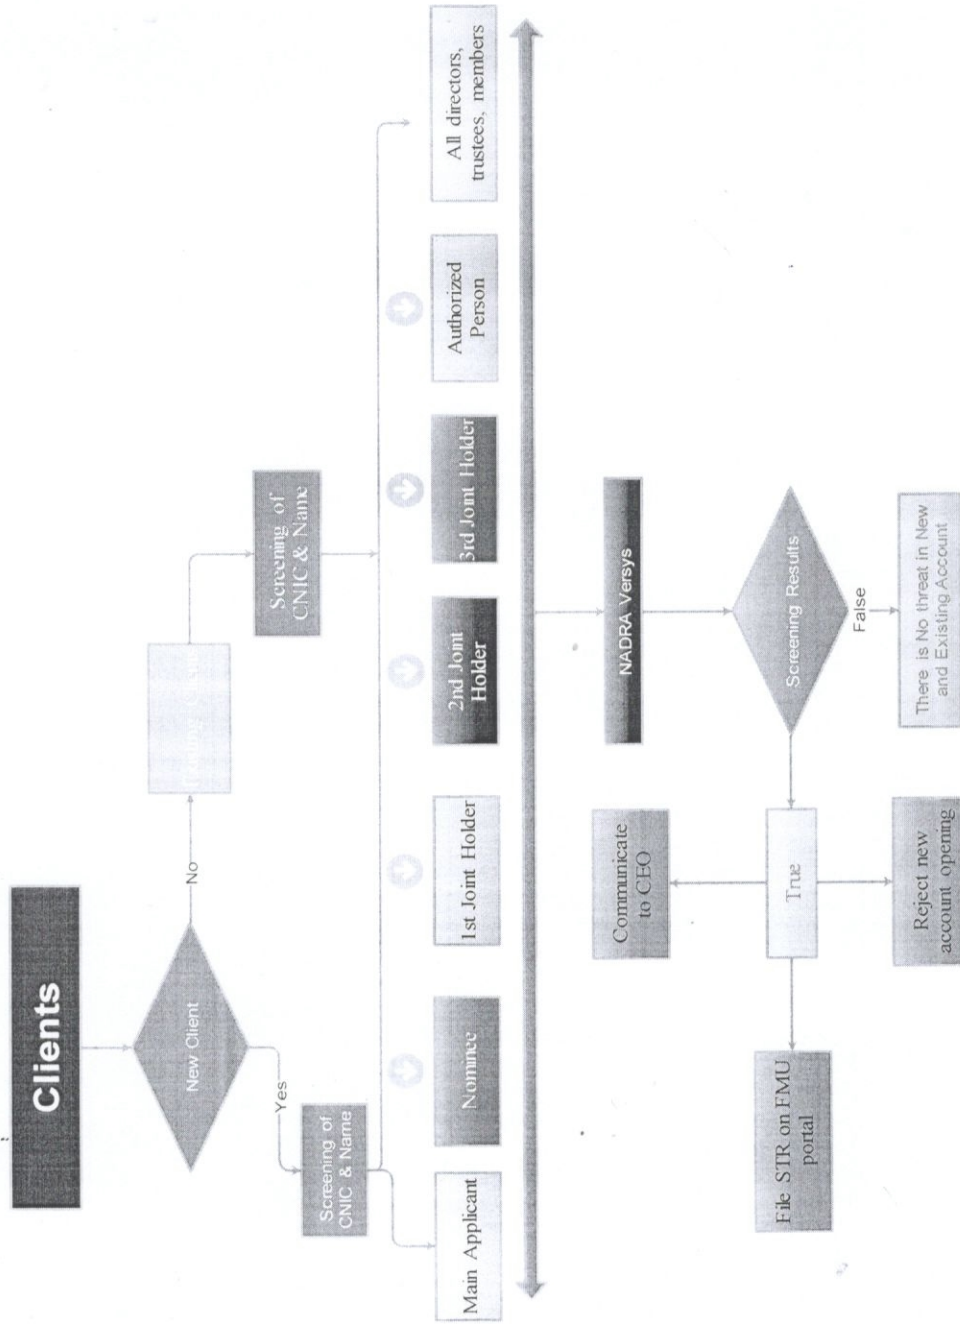 Clients
New Client
No
Yes
Screening of
CNIC & Name
Screening of
CNIC & Name
Main Applicant
Nominee
1st Joint Holder
2nd Joint
Holder
3rd Joint Holder
Authorized
Person
All directors,
trustees, members
NADRA Versys
Screening Results
True
False
Communicate
to CEO
File STR on FMU
portal
Reject new
account opening
There is No threat in New
and Existing Account